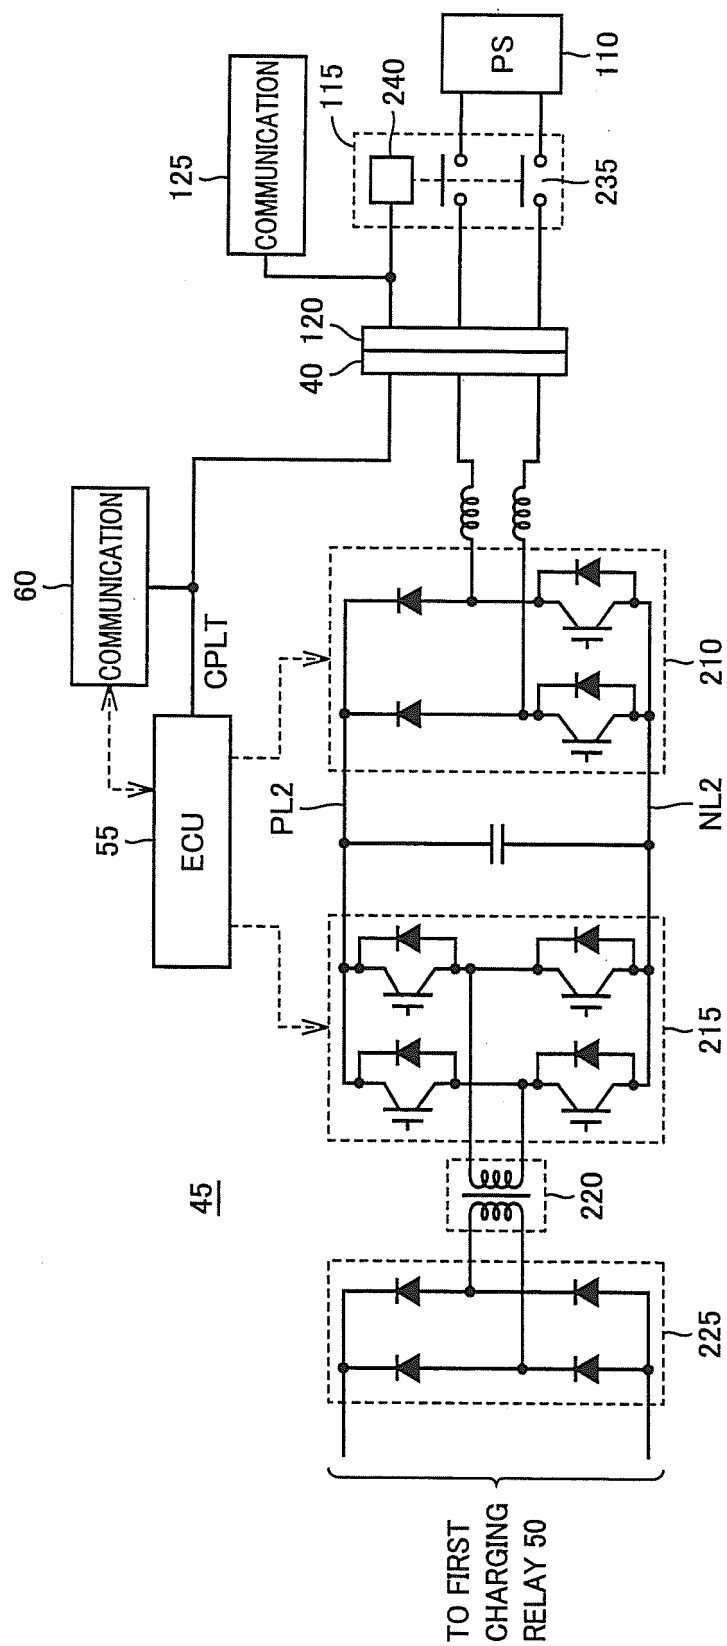 45
TO FIRST
CHARGING
RELAY 50
225
220
215
55
ECU
60
COMMUNICATION
CPLT
PL2
NL2
210
40
120
125
COMMUNICATION
115
240
235
PS
110